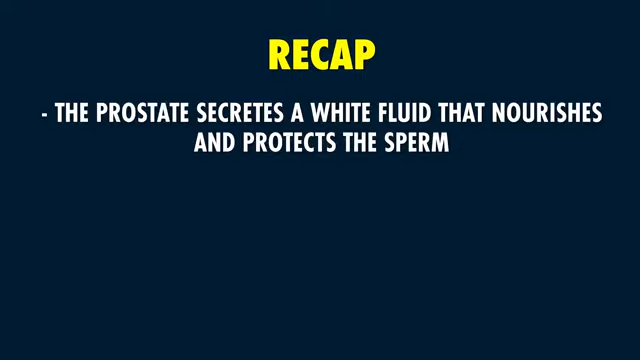 RECAP
- THE PROSTATE SECRETES A WHITE FLUID THAT NOURISHES
AND PROTECTS THE SPERM